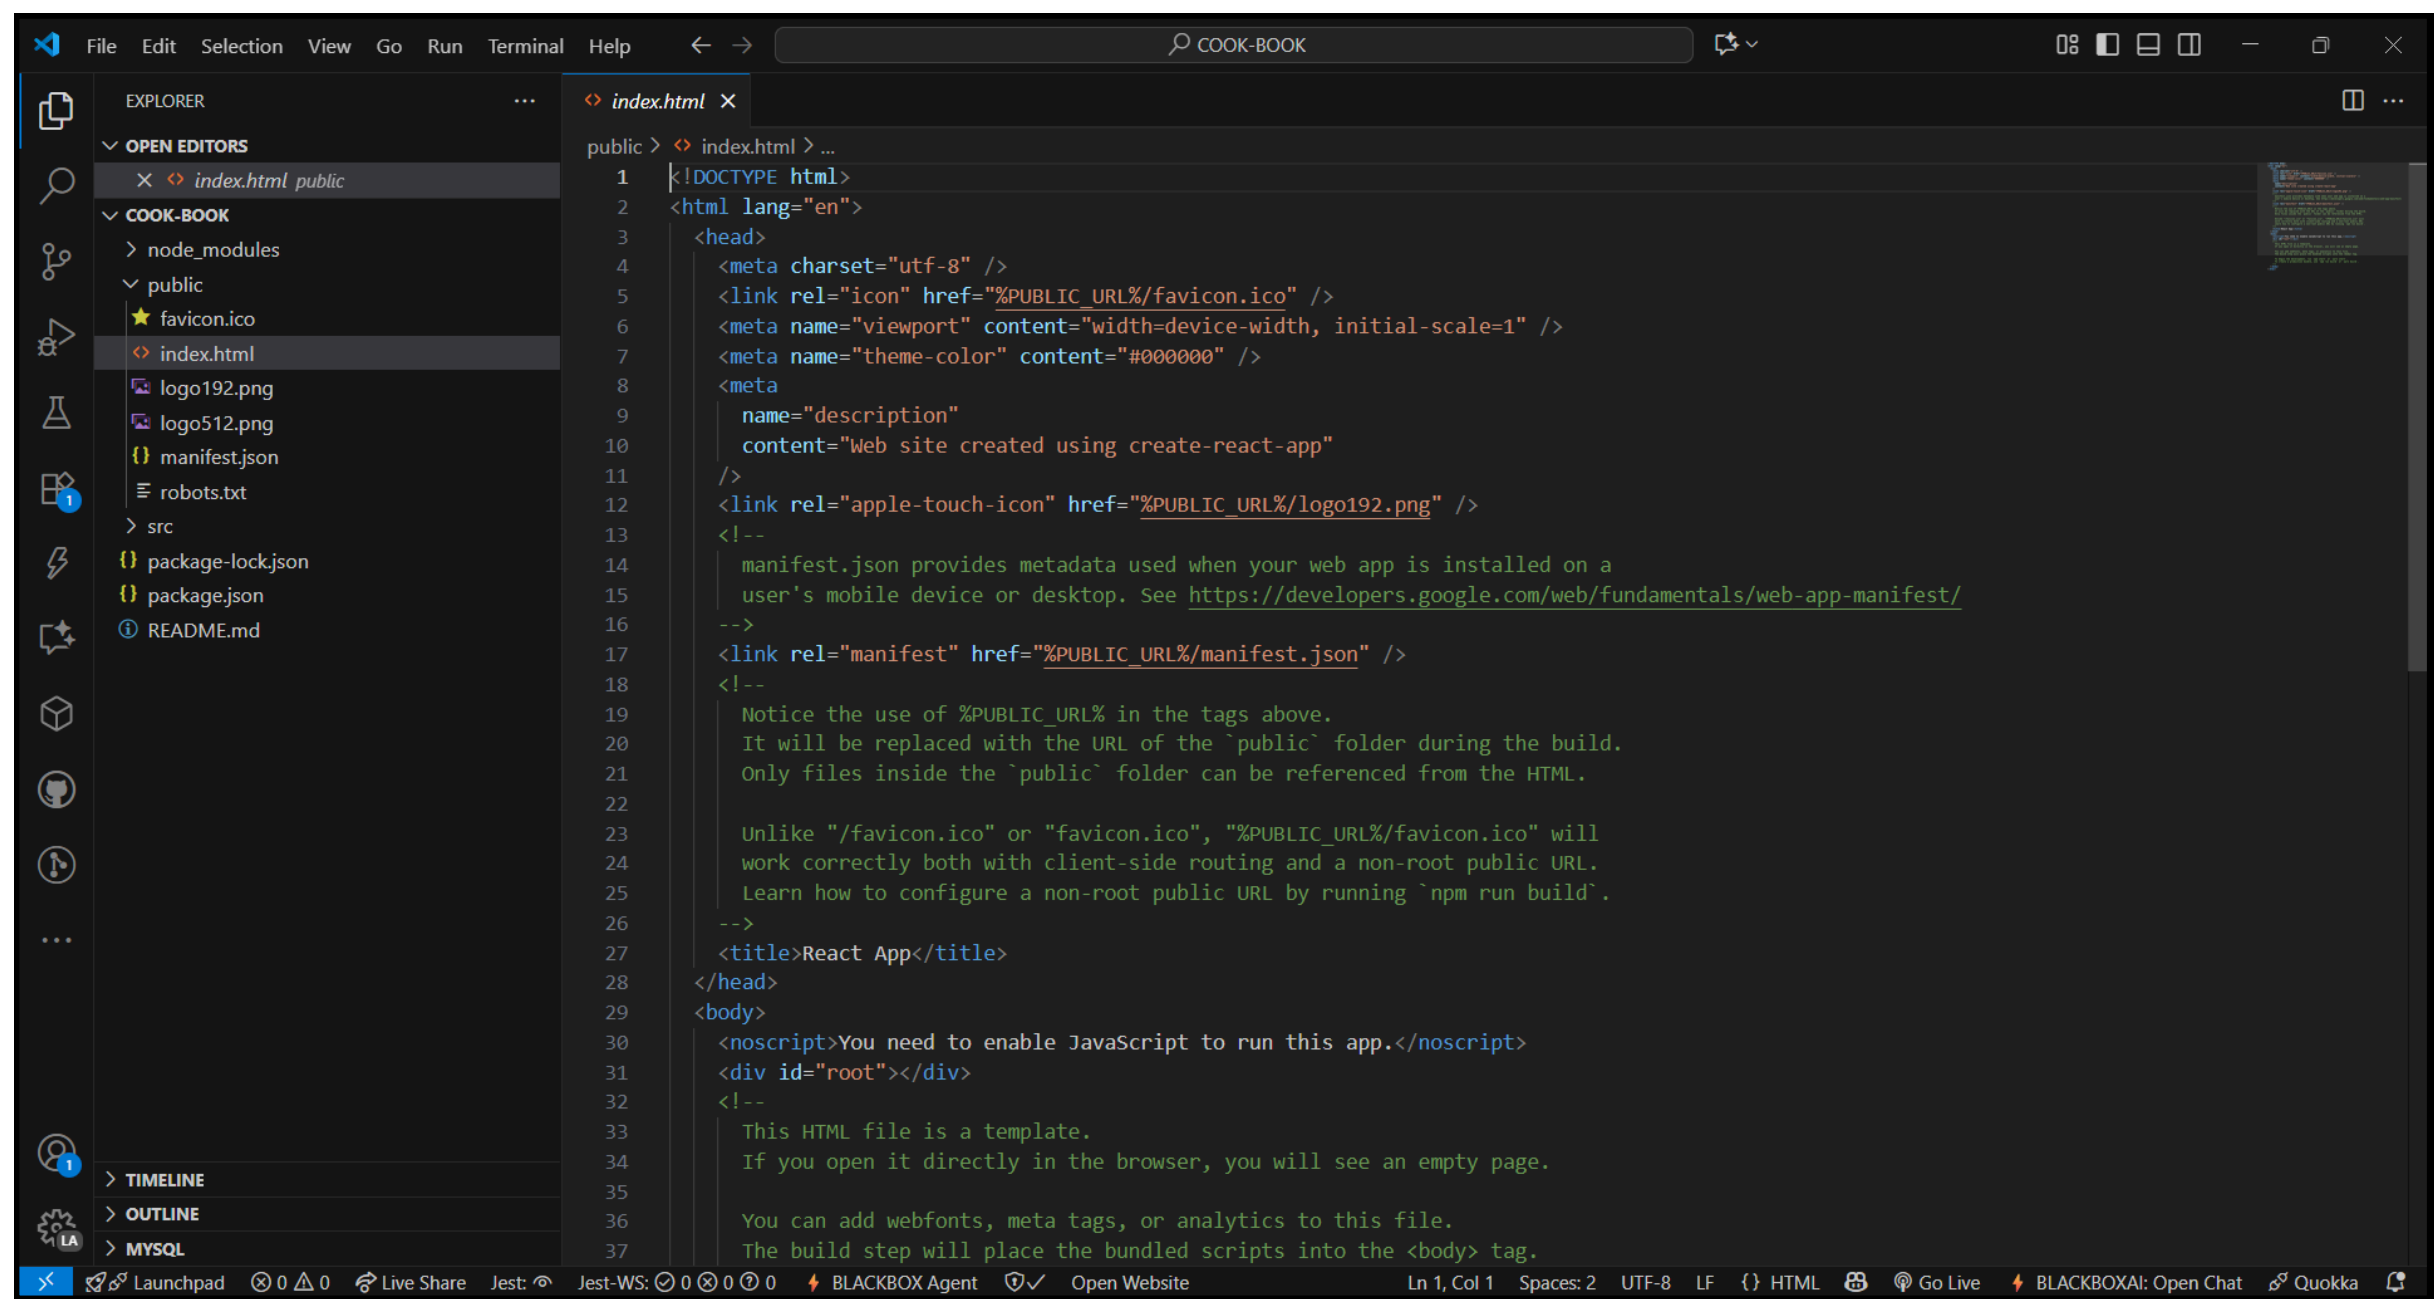 File Edit Selection View Go Run Terminal Help
COOK-BOOK
EXPLORER
OPEN EDITORS
index.html public
COOK-BOOK
node_modules
public
favicon.ico
index.html
logo192.png
logo512.png
manifest.json
robots.txt
src
package-lock.json
package.json
README.md
TIMELINE
OUTLINE
MYSQL
1
1
LA
index.html
public > index.html > ...
1 <!DOCTYPE html>
2 <html lang="en">
3 <head>
4 <meta charset="utf-8" />
5 <link rel="icon" href="%PUBLIC_URL%/favicon.ico" />
6 <meta name="viewport" content="width=device-width, initial-scale=1" />
7 <meta name="theme-color" content="#000000" />
8 <meta
9 name="description"
10 content="Web site created using create-react-app"
11 />
12 <link rel="apple-touch-icon" href="%PUBLIC_URL%/logo192.png" />
13 <!--
14 manifest.json provides metadata used when your web app is installed on a
15 user's mobile device or desktop. See https://developers.google.com/web/fundamentals/web-app-manifest/
16 -->
17 <link rel="manifest" href="%PUBLIC_URL%/manifest.json" />
18 <!--
19 Notice the use of %PUBLIC_URL% in the tags above.
20 It will be replaced with the URL of the `public` folder during the build.
21 Only files inside the `public` folder can be referenced from the HTML.
22
23 Unlike "/favicon.ico" or "favicon.ico", "%PUBLIC_URL%/favicon.ico" will
24 work correctly both with client-side routing and a non-root public URL.
25 Learn how to configure a non-root public URL by running `npm run build`.
26 -->
27 <title>React App</title>
28 </head>
29 <body>
30 <noscript>You need to enable JavaScript to run this app.</noscript>
31 <div id="root"></div>
32 <!--
33 This HTML file is a template.
34 If you open it directly in the browser, you will see an empty page.
35
36 You can add webfonts, meta tags, or analytics to this file.
37 The build step will place the bundled scripts into the <body> tag.
Launchpad 0 0 Live Share Jest: Jest-WS: 0 0 0 BLACKBOX Agent Open Website Ln 1, Col 1 Spaces: 2 UTF-8 LF {} HTML Go Live BLACKBOXAI: Open Chat Quokka